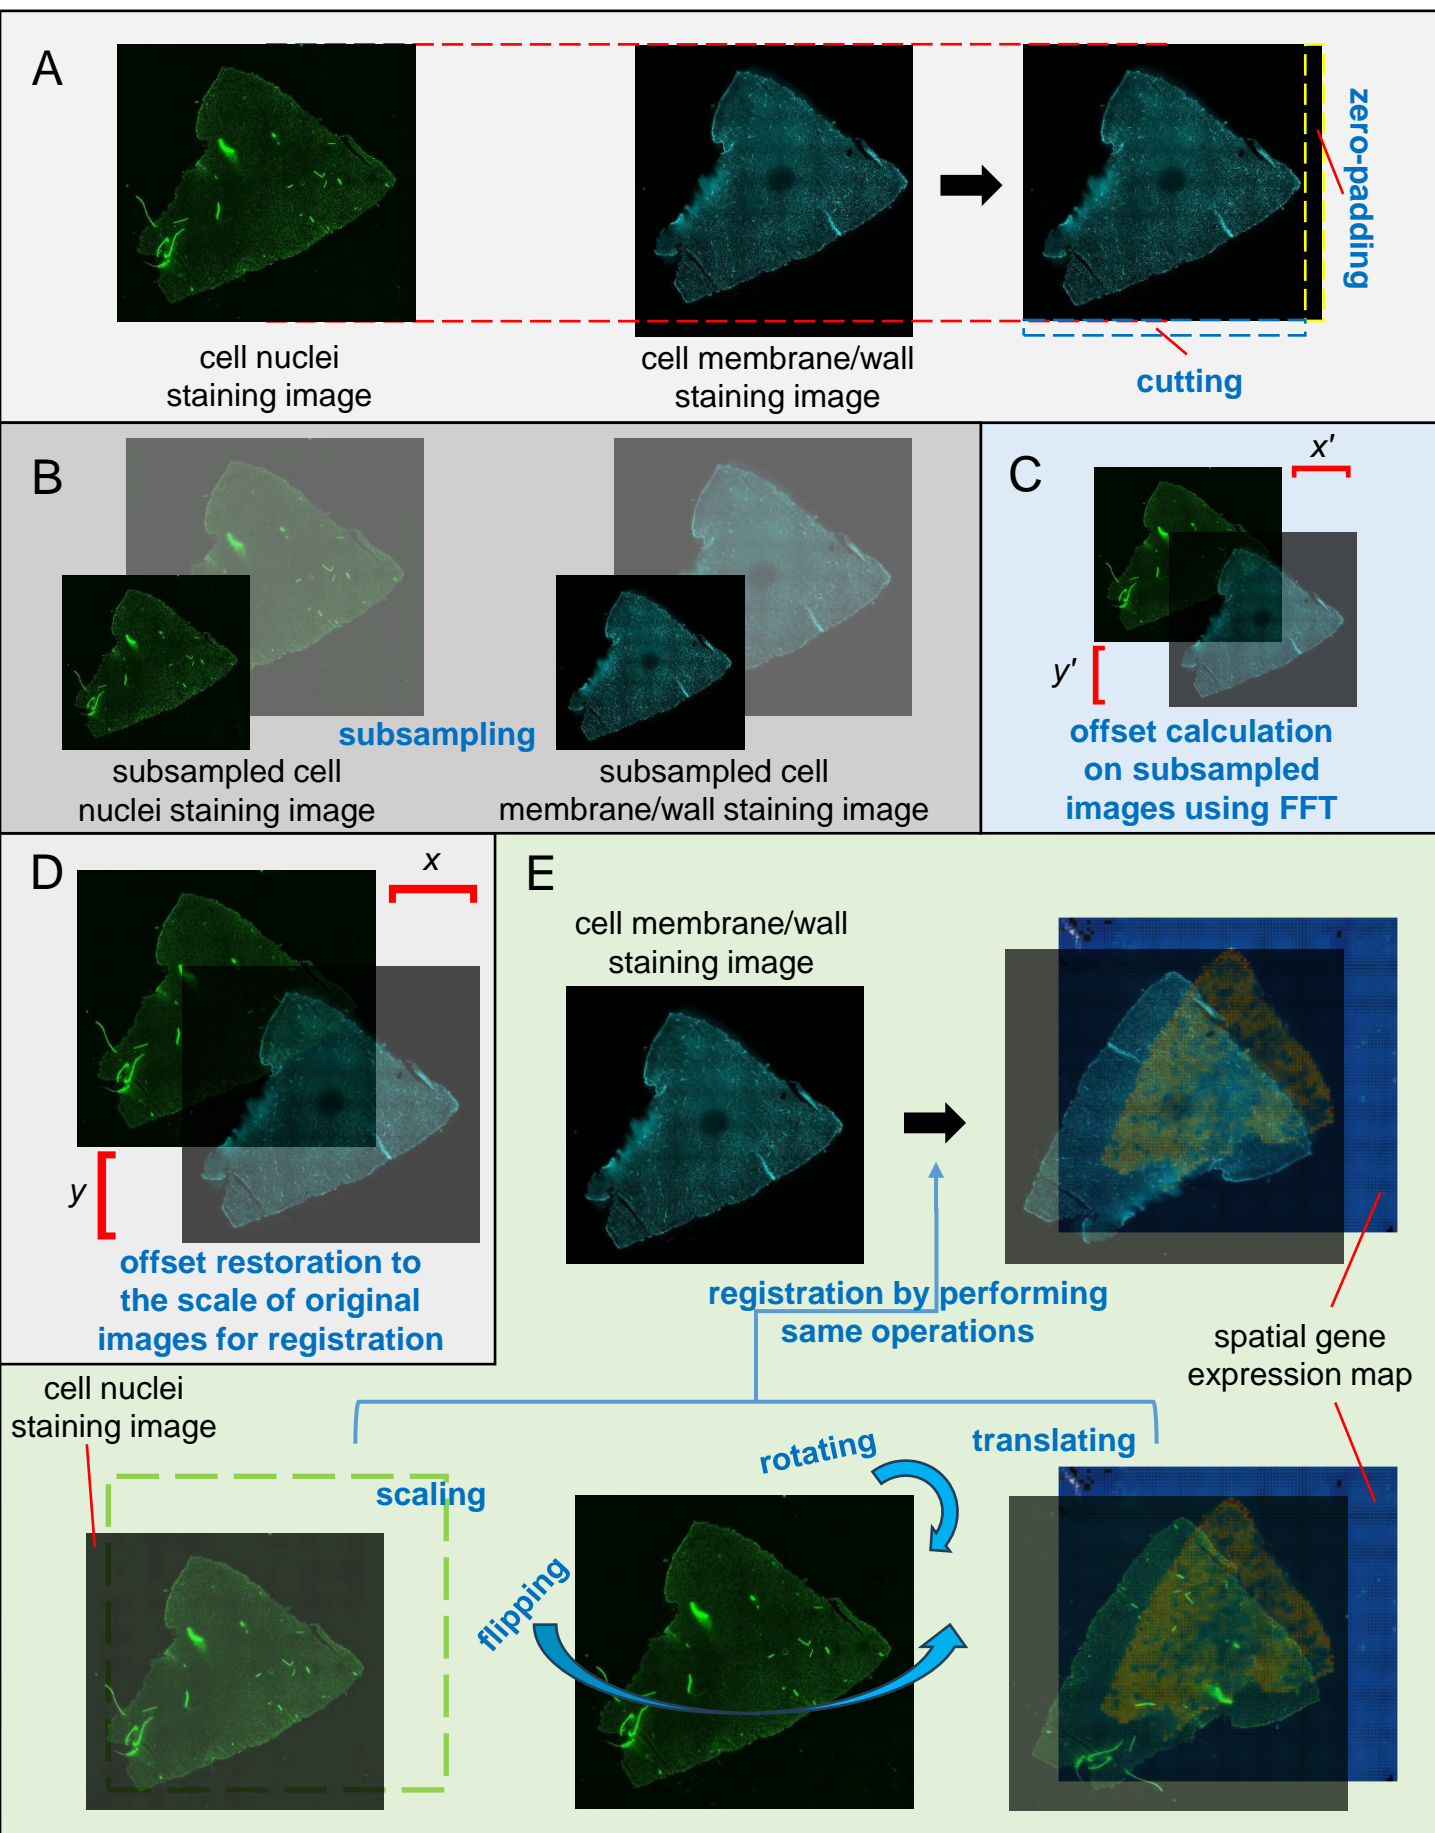 A
zero-padding
cell nuclei
staining image
cell membrane/wall
staining image
cutting
B
subsampling
subsampled cell
nuclei staining image
subsampled cell
membrane/wall staining image
C
x'
y'
offset calculation
on subsampled
images using FFT
D
x
y
offset restoration to
the scale of original
images for registration
E
cell membrane/wall
staining image
registration by performing
same operations
spatial gene
expression map
cell nuclei
staining image
scaling
flipping
rotating
translating